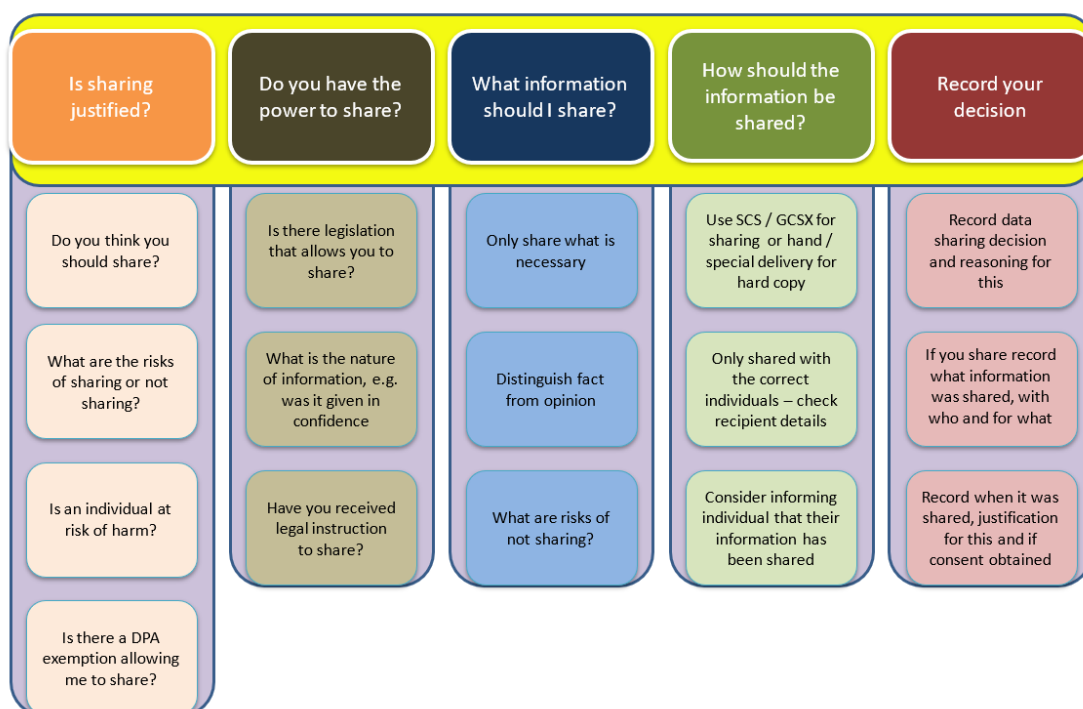 Is sharing
justified?
Do you have the
power to share?
What information
should I share?
How should the
information be
shared?
Record your
decision
Do you think you
should share?
What are the risks
of sharing or not
sharing?
Is an individual at
risk of harm?
Is there a DPA
exemption allowing
me to share?
Is there legislation
that allows you to
share?
What is the nature
of information, e.g.
was it given in
confidence
Have you received
legal instruction
to share?
Only share what is
necessary
Distinguish fact
from opinion
What are risks of
not sharing?
Use SCS / GCSX for
sharing or hand /
special delivery for
hard copy
Only shared with
the correct
individuals – check
recipient details
Consider informing
individual that their
information has
been shared
Record data
sharing decision
and reasoning for
this
If you share record
what information
was shared, with
who and for what
Record when it was
shared, justification
for this and if
consent obtained